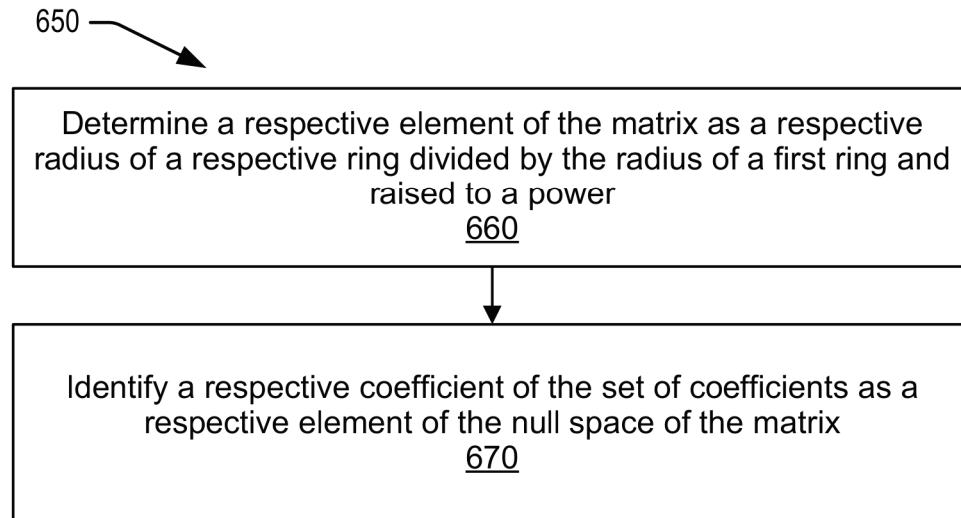 650
Determine a respective element of the matrix as a respective
radius of a respective ring divided by the radius of a first ring and
raised to a power
660
Identify a respective coefficient of the set of coefficients as a
respective element of the null space of the matrix
670